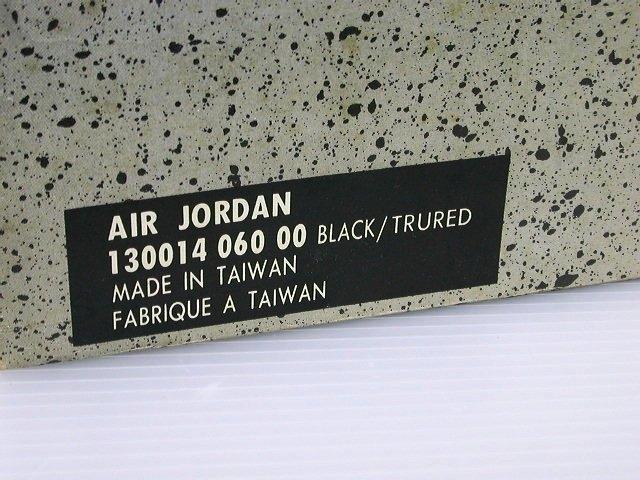 AIR JORDAN
130014 060 00 BLACK/TRURED
MADE IN TAIWAN
FABRIQUE A TAIWAN